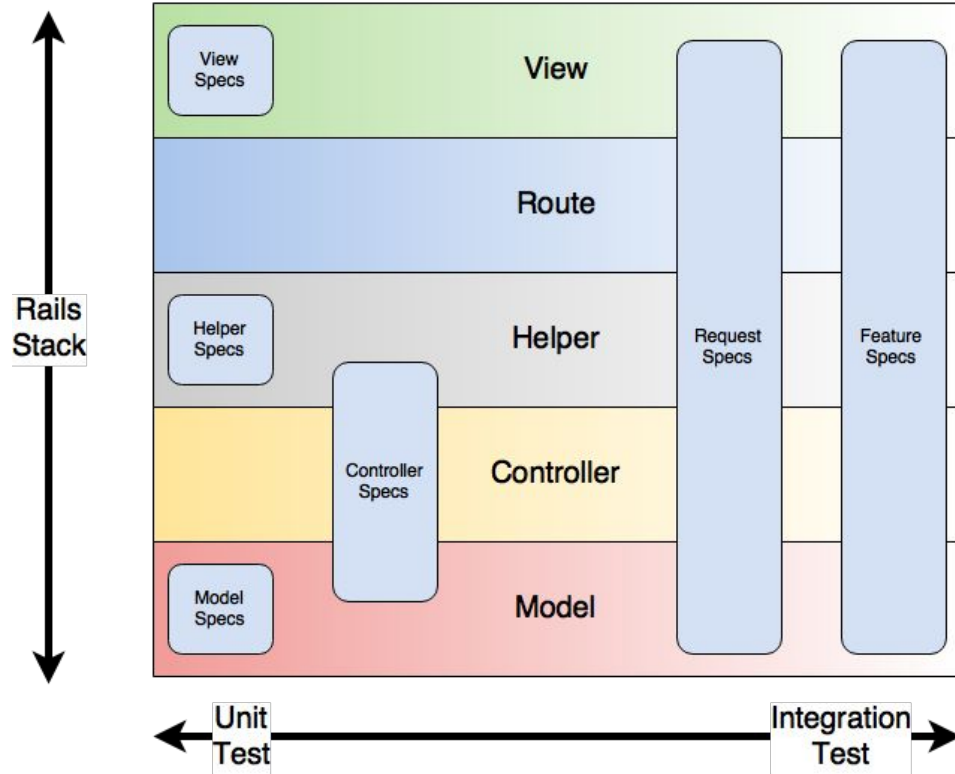 View
Specs
View
Route
Rails
Stack
Helper
Specs
Helper
Request
Specs
Feature
Specs
Controller
Specs
Controller
Model
Specs
Model
Unit
Test
Integration
Test